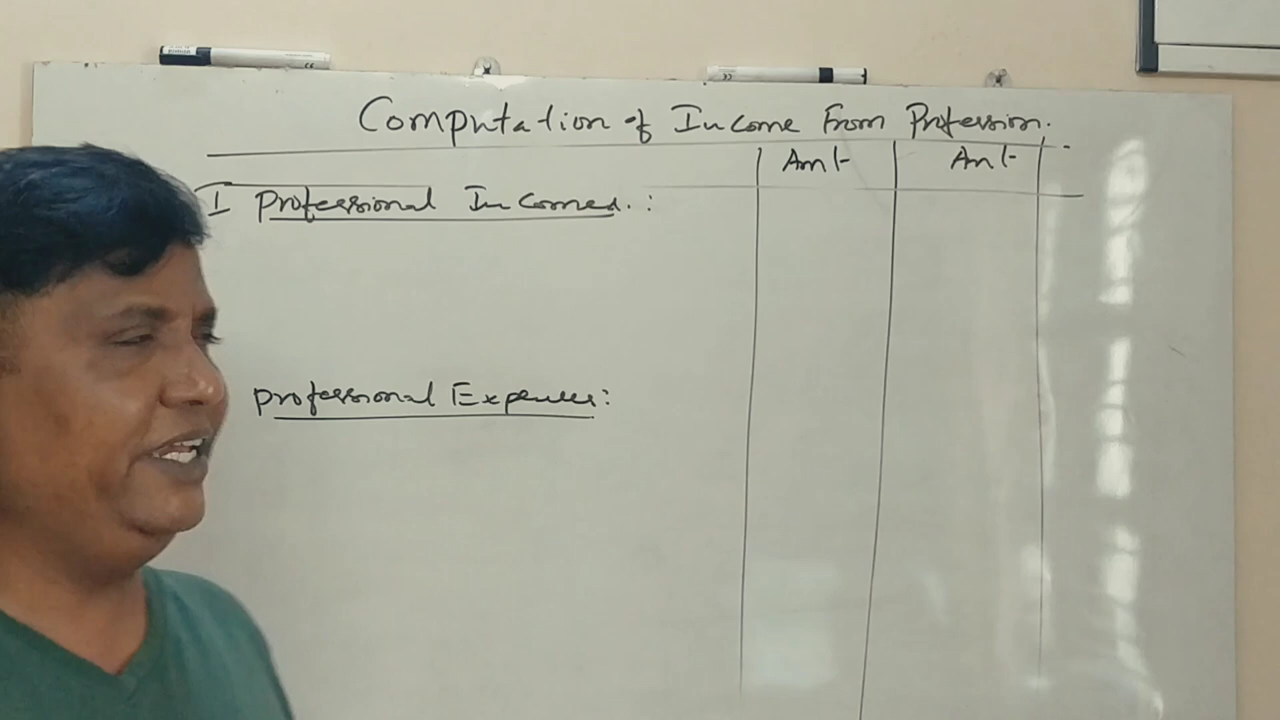 Computation of Income From Profession.
Amt Amt
I Professional Incomes :
Professional Expenses :